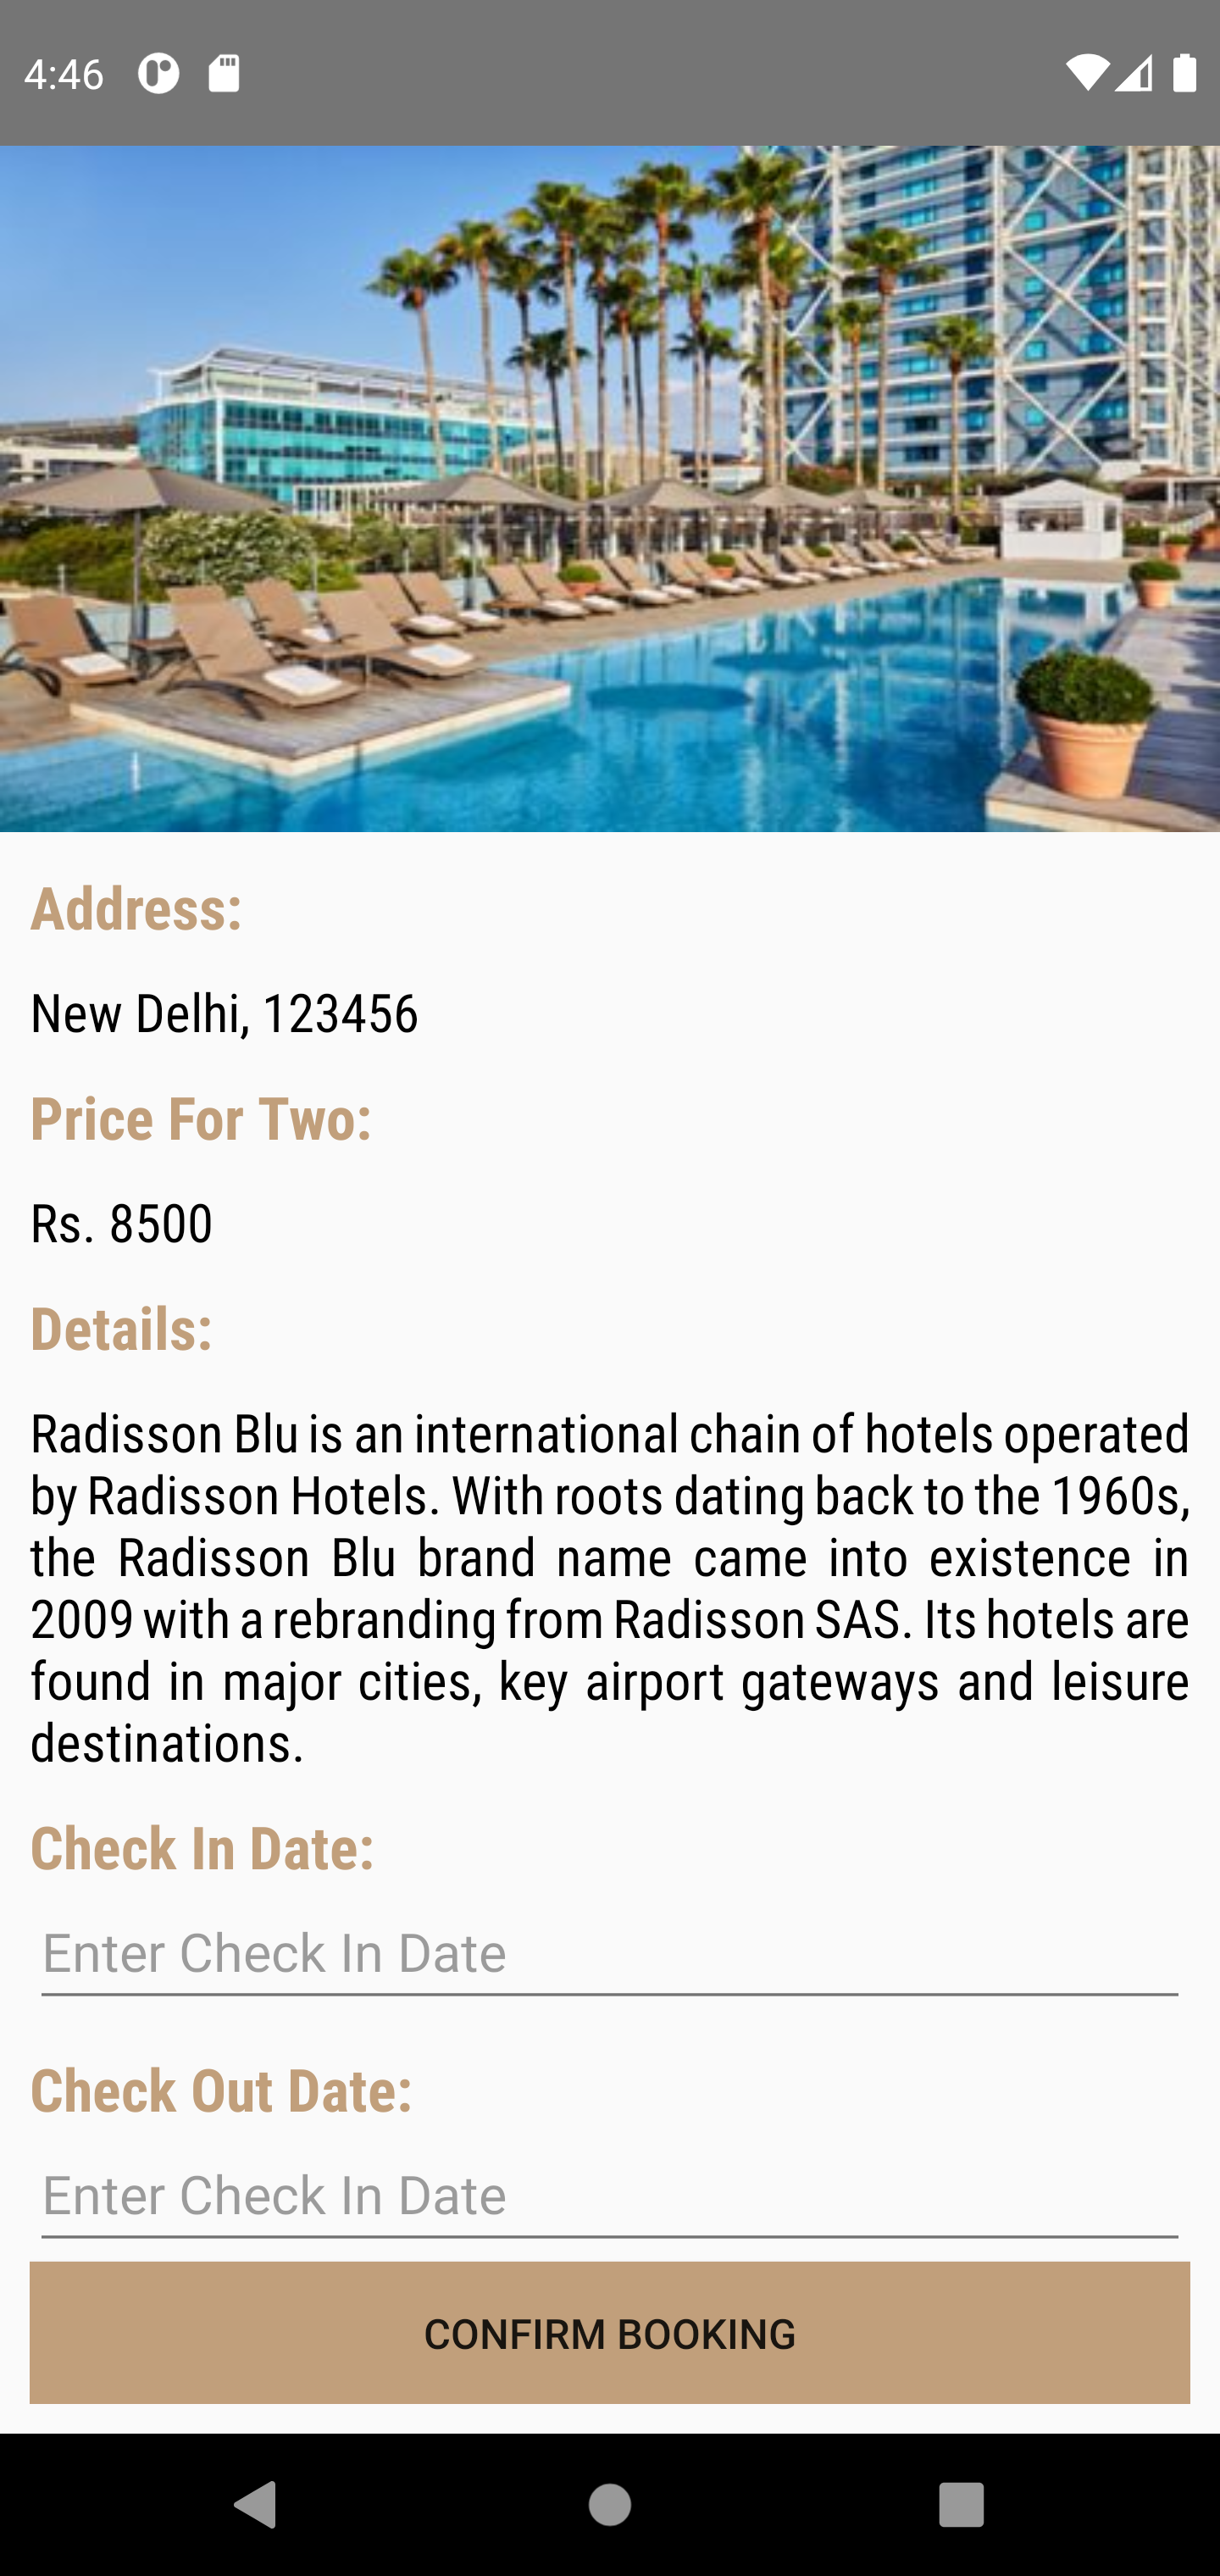 4:46
Address:
New Delhi, 123456
Price For Two:
Rs. 8500
Details:
Radisson Blu is an international chain of hotels operated
by Radisson Hotels. With roots dating back to the 1960s,
the Radisson Blu brand name came into existence in
2009 with a rebranding from Radisson SAS. Its hotels are
found in major cities, key airport gateways and leisure
destinations.
Check In Date:
Enter Check In Date
Check Out Date:
Enter Check In Date
CONFIRM BOOKING